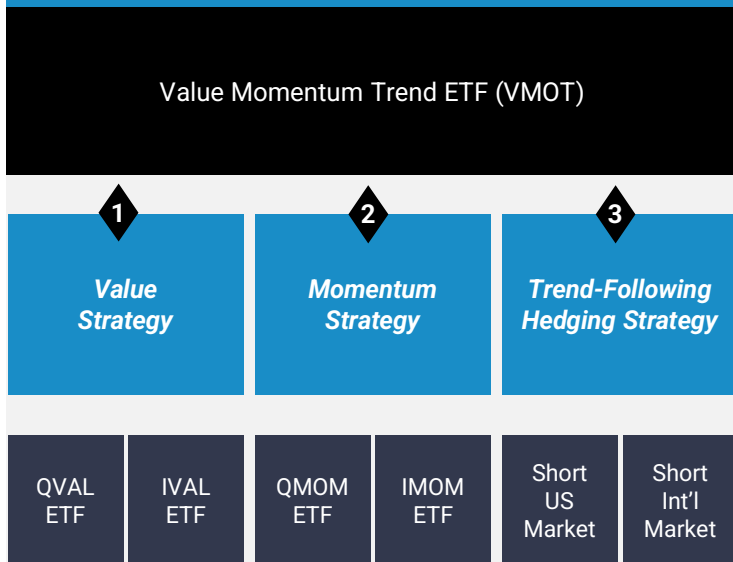 Value Momentum Trend ETF (VMOT)
1
2
3
Value
Strategy
Momentum
Strategy
Trend-Following
Hedging Strategy
QVAL
ETF
IVAL
ETF
QMOM
ETF
IMOM
ETF
Short
US
Market
Short
Int’l
Market